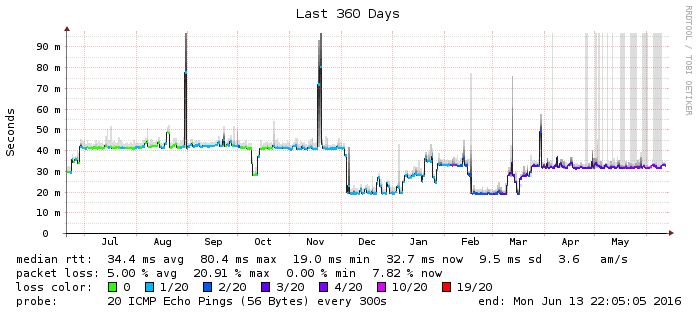 Last 360 Days
RRDTOOL / TOBI OETIKER
Seconds
90 m
80 m
70 m
60 m
50 m
40 m
30 m
20 m
10 m
0
Jul Aug Sep Oct Nov Dec Jan Feb Mar Apr May
median rtt: 34.4 ms avg 80.4 ms max 19.0 ms min 32.7 ms now 9.5 ms sd 3.6 am/s
packet loss: 5.00 % avg 20.91 % max 0.00 % min 7.82 % now
loss color: 0 1/20 2/20 3/20 4/20 10/20 19/20
probe: 20 ICMP Echo Pings (56 Bytes) every 300s end: Mon Jun 13 22:05:05 2016